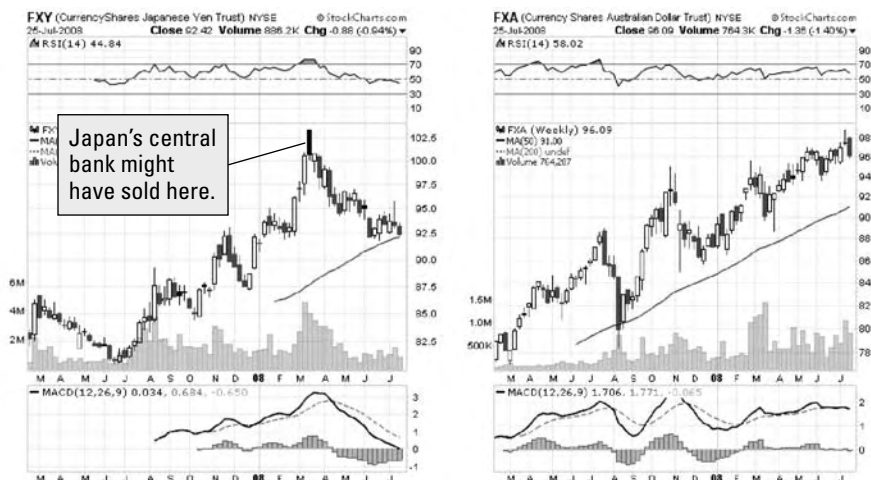 FXY (CurrencyShares Japanese Yen Trust) NYSE © StockCharts.com
25-Jul-2008 Close 92.42 Volume 886.2K Chg -0.88 (-0.94%)
RSI(14) 44.84
90
70
50
30
10
Japan's central
bank might
have sold here.
FXY
MA(
MA(
Volu
102.5
100.0
97.5
95.0
92.5
90.0
87.5
85.0
82.5
6M
4M
2M
M A M J J A S O N D 08 F M A M J J
MACD(12,26,9) 0.034, 0.684, -0.650
3
2
1
0
-1
M A M J J A S O N D 08 F M A M J J
FXA (Currency Shares Australian Dollar Trust) NYSE © StockCharts.com
25-Jul-2008 Close 96.09 Volume 764.3K Chg -1.36 (-1.40%)
RSI(14) 58.02
90
70
50
30
10
FXA (Weekly) 96.09
MA(50) 91.00
MA(200) undef
Volume 764,287
98
96
94
92
90
88
86
84
82
80
78
1.5M
1.0M
500K
M A M J J A S O N D 08 F M A M J J
MACD(12,26,9) 1.706, 1.771, -0.065
2
1
0
M A M J J A S O N D 08 F M A M J J